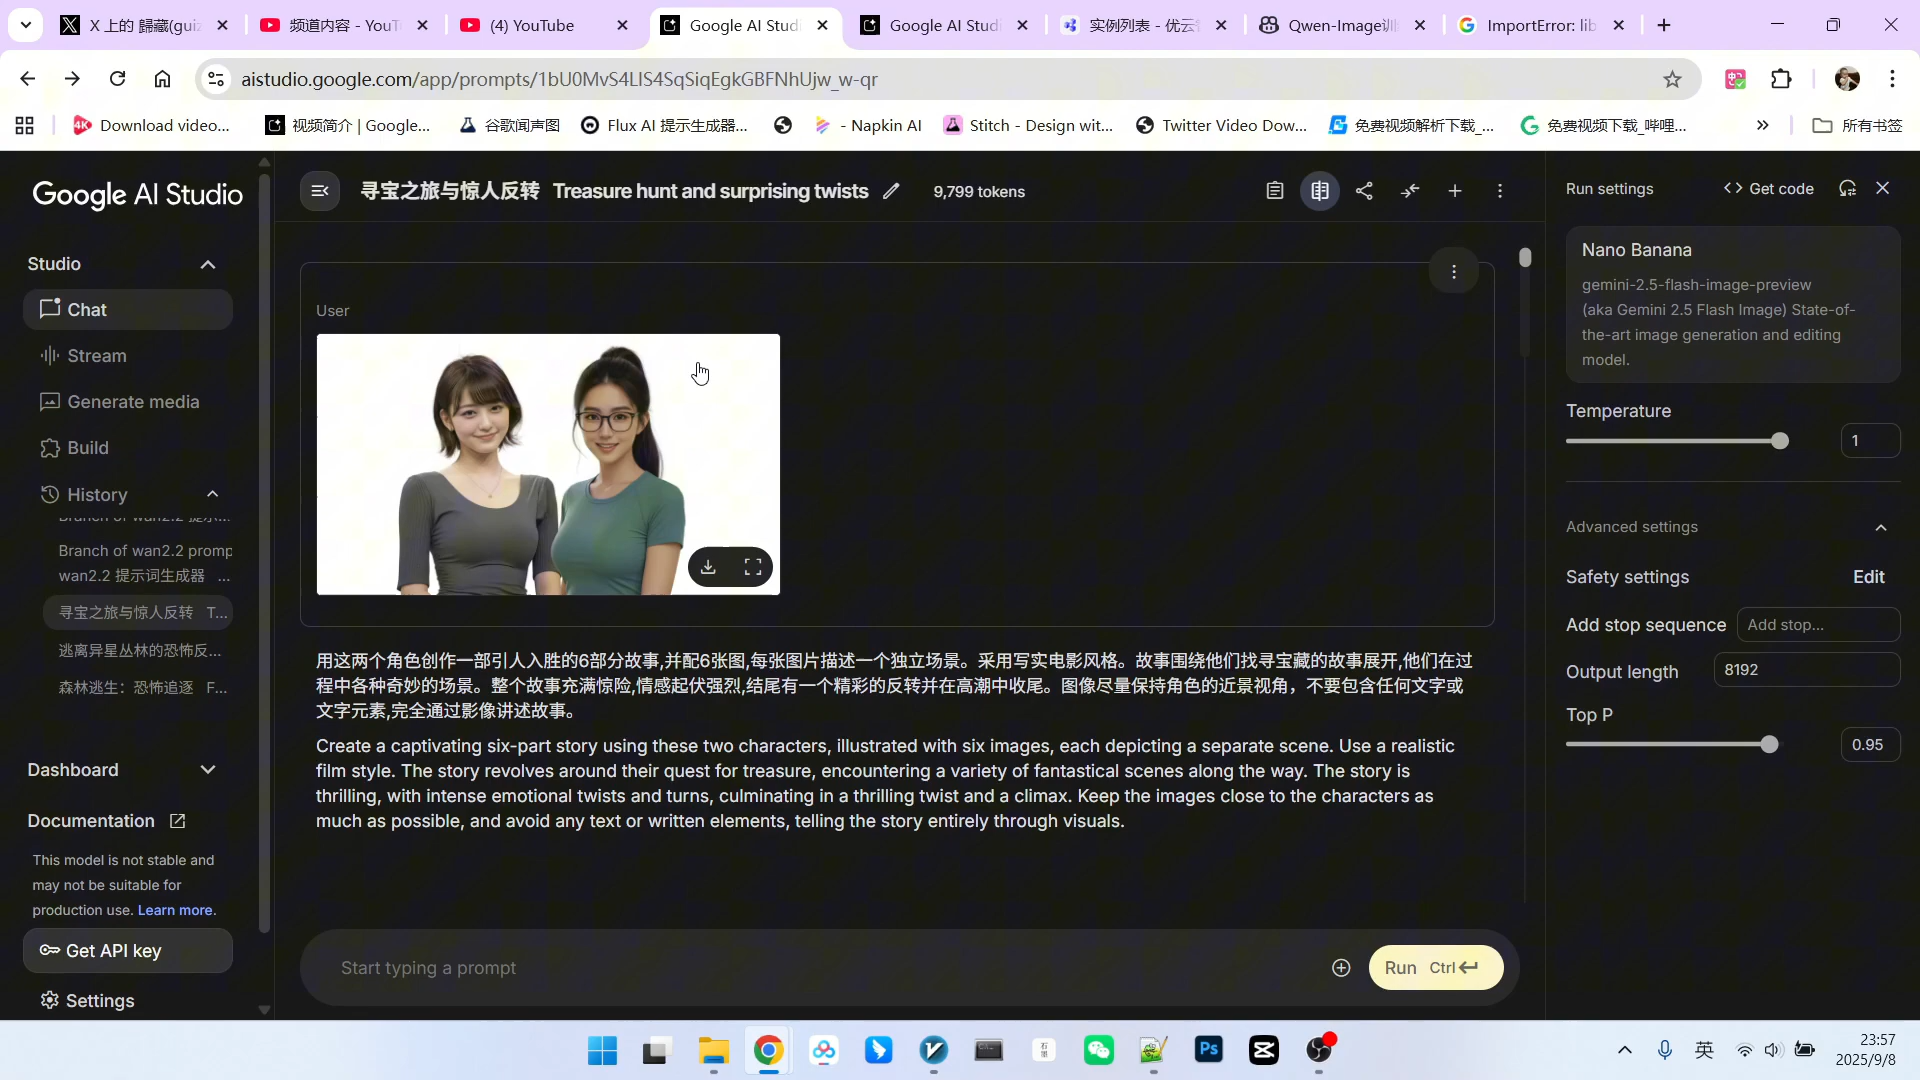 X 上的 歸藏(guiz
频道内容 - YouT
(4) YouTube
Google AI Studi
Google AI Studi
实例列表 - 优云智
Qwen-Image训
ImportError: lib
aistudio.google.com/app/prompts/1bU0MvS4LIS4SqSiqEgkGBFNhUjw_w-qr
Download video...
视频简介 | Google...
谷歌闻声图
Flux AI 提示生成器...
- Napkin AI
Stitch - Design wit...
Twitter Video Dow...
免费视频解析下载_...
免费视频下载_哔哩...
所有书签
Google AI Studio
Studio
Chat
Stream
Generate media
Build
History
Branch of wan2.2 promp
wan2.2 提示词生成器 ...
寻宝之旅与惊人反转 T...
逃离异星丛林的恐怖反...
森林逃生：恐怖追逐 F...
Dashboard
Documentation
This model is not stable and
may not be suitable for
production use. Learn more.
Get API key
Settings
寻宝之旅与惊人反转 Treasure hunt and surprising twists
9,799 tokens
User
用这两个角色创作一部引人入胜的6部分故事,并配6张图,每张图片描述一个独立场景。采用写实电影风格。故事围绕他们找寻宝藏的故事展开,他们在过
程中各种奇妙的场景。整个故事充满惊险,情感起伏强烈,结尾有一个精彩的反转并在高潮中收尾。图像尽量保持角色的近景视角，不要包含任何文字或
文字元素,完全通过影像讲述故事。
Create a captivating six-part story using these two characters, illustrated with six images, each depicting a separate scene. Use a realistic
film style. The story revolves around their quest for treasure, encountering a variety of fantastical scenes along the way. The story is
thrilling, with intense emotional twists and turns, culminating in a thrilling twist and a climax. Keep the images close to the characters as
much as possible, and avoid any text or written elements, telling the story entirely through visuals.
Start typing a prompt
Run Ctrl
Run settings
Get code
Nano Banana
gemini-2.5-flash-image-preview
(aka Gemini 2.5 Flash Image) State-of-
the-art image generation and editing
model.
Temperature
1
Advanced settings
Safety settings
Edit
Add stop sequence
Add stop...
Output length
8192
Top P
0.95
Ps
英
23:57
2025/9/8